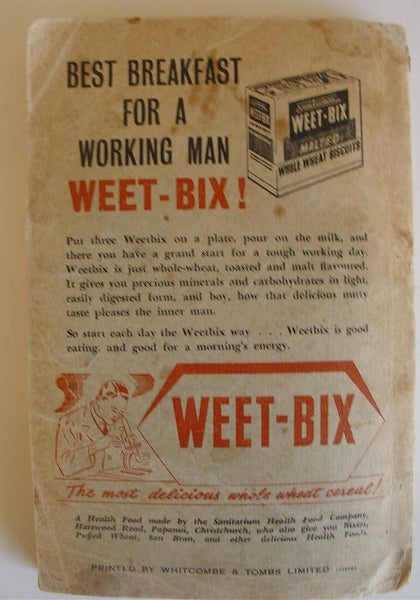 BEST BREAKFAST
FOR A
WORKING MAN
WEET-BIX!
WEET-BIX
MALTED
WHOLE WHEAT BISCUITS
Put three Weetbix on a plate, pour on the milk, and
there you have a grand start for a tough working day.
Weetbix is just whole-wheat, toasted and malt flavoured.
It gives you precious minerals and carbohydrates in light,
easily digested form, and boy, how that delicious nutty
taste pleases the inner man.
So start each day the Weetbix way . . . Weetbix is good
eating, and good for a morning's energy.
WEET-BIX
The most delicious whole wheat cereal!
A Health Food made by the Sanitarium Health Food Company,
Harewood Road, Papanui, Christchurch, who also give you Bixies,
Puffed Wheat, San Bran, and other delicious Health Foods.
PRINTED BY WHITCOMBE & TOMBS LIMITED